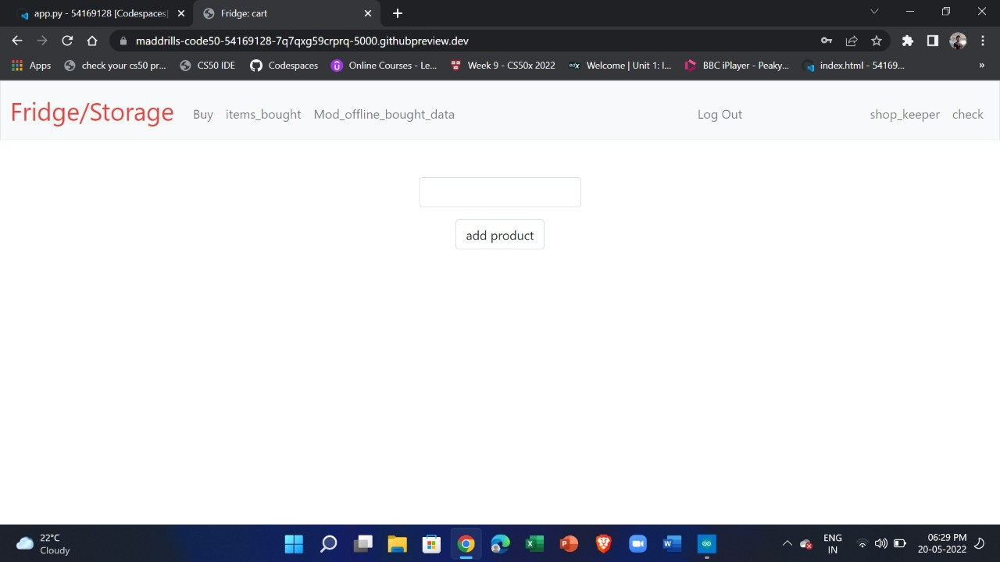 app.py - 54169128 [Codespaces]
Fridge: cart
maddrills-code50-54169128-7q7qxg59crprq-5000.githubpreview.dev
Apps
check your cs50 pr...
CS50 IDE
Codespaces
Online Courses - Le...
Week 9 - CS50x 2022
edX
Welcome | Unit 1: I...
BBC iPlayer - Peaky...
index.html - 54169...
»
Fridge/Storage
Buy
items_bought
Mod_offline_bought_data
Log Out
shop_keeper
check
add product
22°C
Cloudy
ENG
IN
06:29 PM
20-05-2022